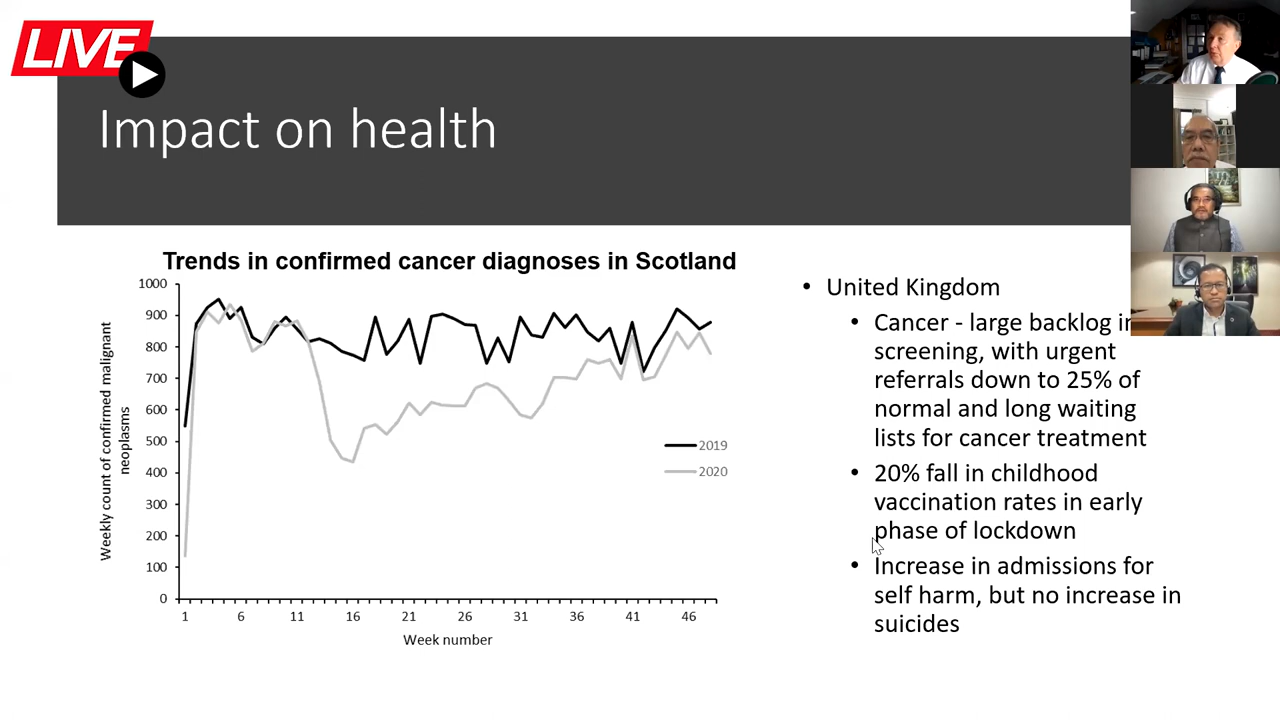 LIVE
Impact on health
Trends in confirmed cancer diagnoses in Scotland
1000
900
800
700
600
500
400
300
200
100
0
Weekly count of confirmed malignant
neoplasms
2019
2020
1 6 11 16 21 26 31 36 41 46
Week number
• United Kingdom
• Cancer - large backlog in
screening, with urgent
referrals down to 25% of
normal and long waiting
lists for cancer treatment
• 20% fall in childhood
vaccination rates in early
phase of lockdown
• Increase in admissions for
self harm, but no increase in
suicides